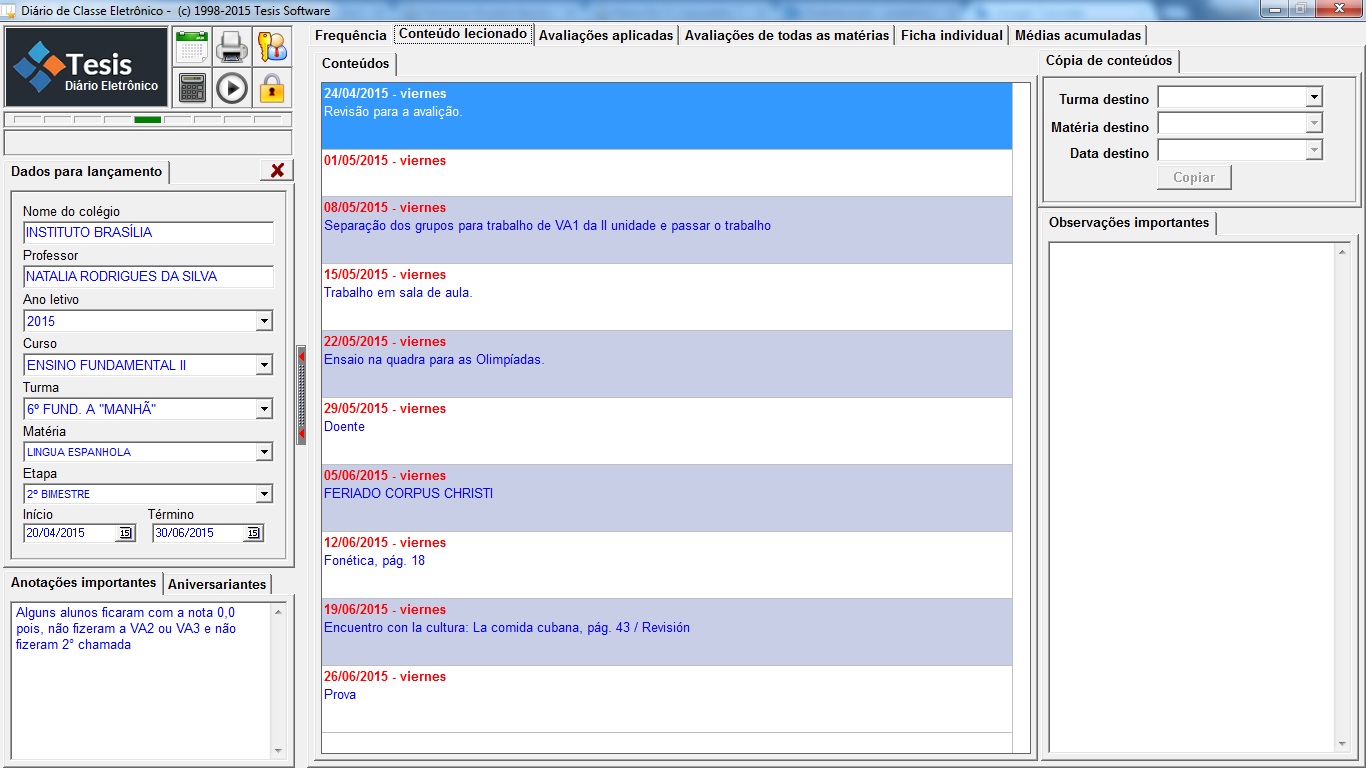 Diário de Classe Eletrônico - (c) 1998-2015 Tesis Software
Tesis
Diário Eletrônico
Dados para lançamento
Nome do colégio
INSTITUTO BRASÍLIA
Professor
NATALIA RODRIGUES DA SILVA
Ano letivo
2015
Curso
ENSINO FUNDAMENTAL II
Turma
6º FUND. A "MANHÃ"
Matéria
LINGUA ESPANHOLA
Etapa
2º BIMESTRE
Início Término
20/04/2015 15 30/06/2015 15
Anotações importantes Aniversariantes
Alguns alunos ficaram com a nota 0,0
pois, não fizeram a VA2 ou VA3 e não
fizeram 2° chamada
Frequência Conteúdo lecionado Avaliações aplicadas Avaliações de todas as matérias Ficha individual Médias acumuladas
Conteúdos
24/04/2015 - viernes
Revisão para a avalição.
01/05/2015 - viernes
08/05/2015 - viernes
Separação dos grupos para trabalho de VA1 da II unidade e passar o trabalho
15/05/2015 - viernes
Trabalho em sala de aula.
22/05/2015 - viernes
Ensaio na quadra para as Olimpíadas.
29/05/2015 - viernes
Doente
05/06/2015 - viernes
FERIADO CORPUS CHRISTI
12/06/2015 - viernes
Fonética, pág. 18
19/06/2015 - viernes
Encuentro con la cultura: La comida cubana, pág. 43 / Revisión
26/06/2015 - viernes
Prova
Cópia de conteúdos
Turma destino
Matéria destino
Data destino
Copiar
Observações importantes